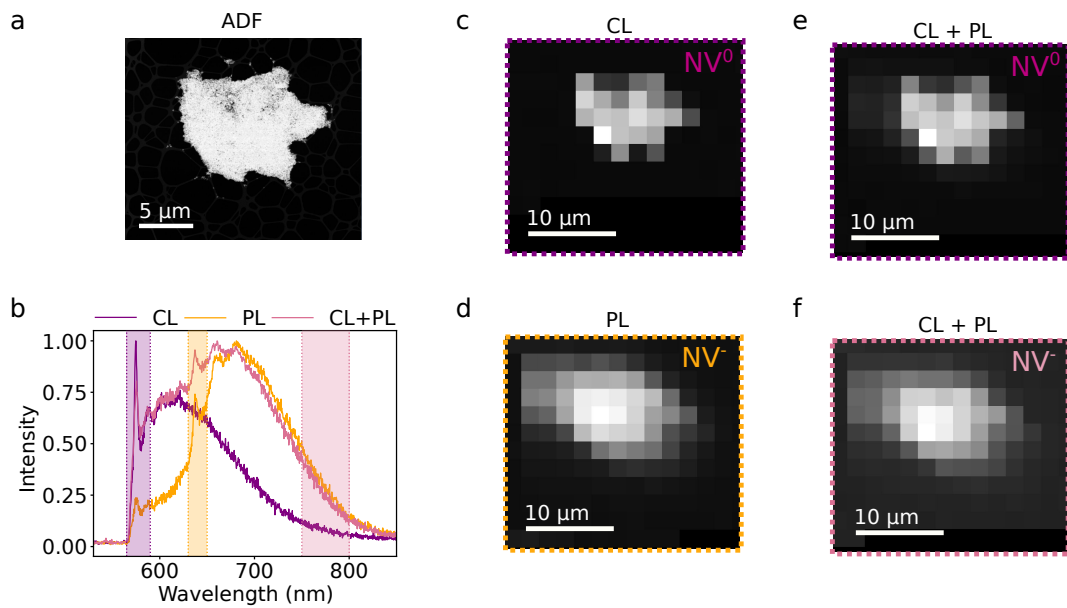 a
ADF
5 µm
b
CL
PL
CL+PL
1.00
0.75
0.50
0.25
0.00
Intensity
600
700
800
Wavelength (nm)
c
CL
NV⁰
10 µm
d
PL
NV⁻
10 µm
e
CL + PL
NV⁰
10 µm
f
CL + PL
NV⁻
10 µm